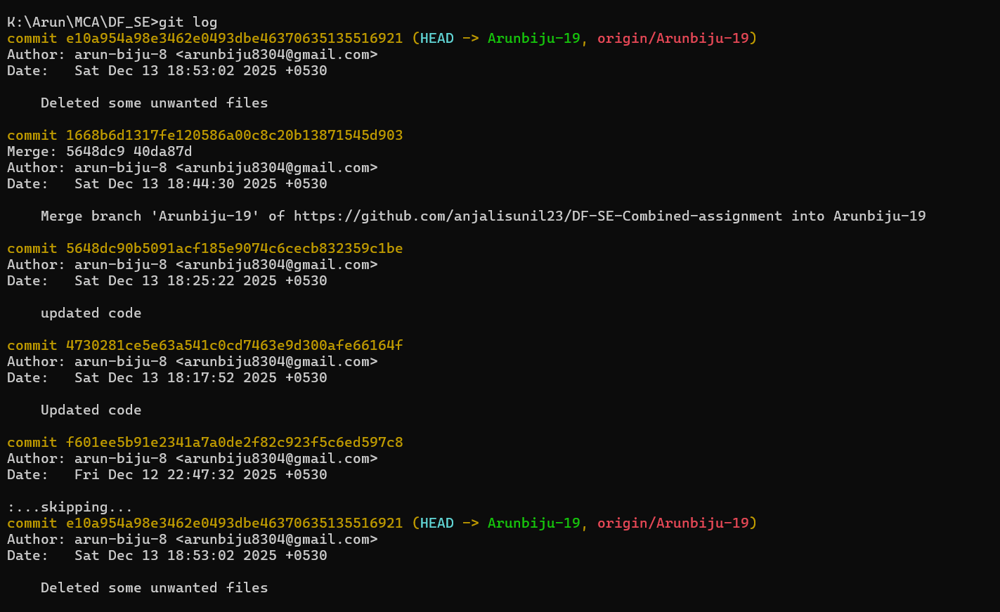 K:\Arun\MCA\DF_SE>git log
commit e10a954a98e3462e0493dbe46370635135516921 (HEAD -> Arunbiju-19, origin/Arunbiju-19)
Author: arun-biju-8 <arunbiju8304@gmail.com>
Date:   Sat Dec 13 18:53:02 2025 +0530

    Deleted some unwanted files

commit 1668b6d1317fe120586a00c8c20b13871545d903
Merge: 5648dc9 40da87d
Author: arun-biju-8 <arunbiju8304@gmail.com>
Date:   Sat Dec 13 18:44:30 2025 +0530

    Merge branch 'Arunbiju-19' of https://github.com/anjalisunil23/DF-SE-Combined-assignment into Arunbiju-19

commit 5648dc90b5091acf185e9074c6cecb832359c1be
Author: arun-biju-8 <arunbiju8304@gmail.com>
Date:   Sat Dec 13 18:25:22 2025 +0530

    updated code

commit 4730281ce5e63a541c0cd7463e9d300afe66164f
Author: arun-biju-8 <arunbiju8304@gmail.com>
Date:   Sat Dec 13 18:17:52 2025 +0530

    Updated code

commit f601ee5b91e2341a7a0de2f82c923f5c6ed597c8
Author: arun-biju-8 <arunbiju8304@gmail.com>
Date:   Fri Dec 12 22:47:32 2025 +0530

:...skipping...
commit e10a954a98e3462e0493dbe46370635135516921 (HEAD -> Arunbiju-19, origin/Arunbiju-19)
Author: arun-biju-8 <arunbiju8304@gmail.com>
Date:   Sat Dec 13 18:53:02 2025 +0530

    Deleted some unwanted files